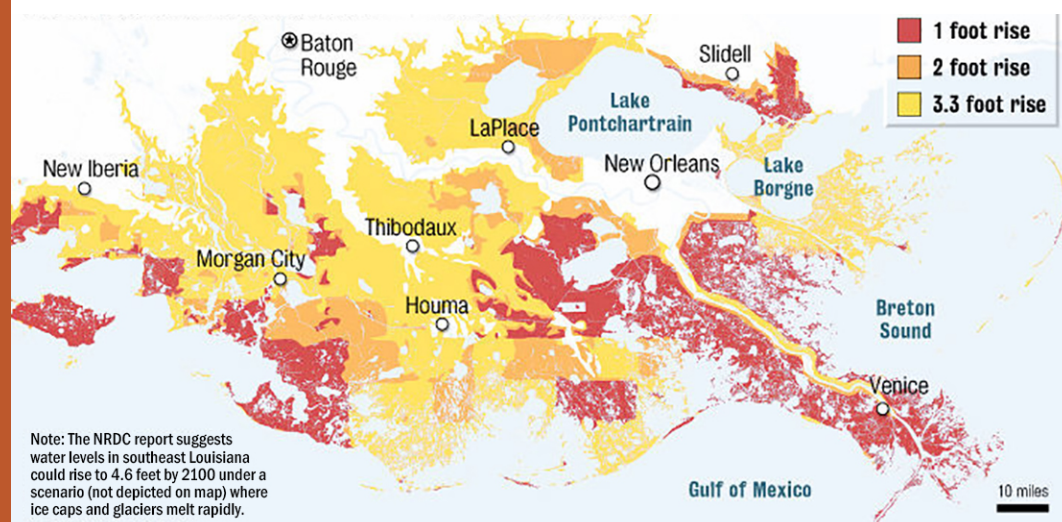 1 foot rise
2 foot rise
3.3 foot rise
Baton
Rouge
Slidell
Lake
Pontchartrain
LaPlace
New Orleans
Lake
Borgne
New Iberia
Thibodaux
Morgan City
Houma
Breton
Sound
Venice
Note: The NRDC report suggests
water levels in southeast Louisiana
could rise to 4.6 feet by 2100 under a
scenario (not depicted on map) where
ice caps and glaciers melt rapidly.
Gulf of Mexico
10 miles